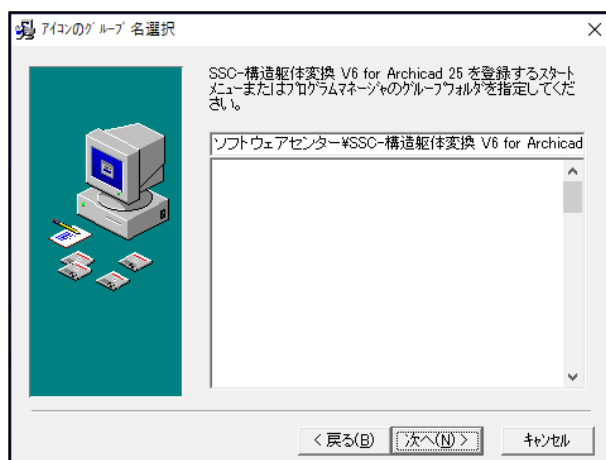 ｱｲｺﾝのｸﾞﾙｰﾌﾟ名選択
SSC-構造躯体変換 V6 for Archicad 25 を登録するスタート
メニューまたはプログラムマネージャのグループフォルダを指定してくだ
さい。
ソフトウェアセンター¥SSC-構造躯体変換 V6 for Archicad
< 戻る(B)
次へ(N) >
ｷｬﾝｾﾙ